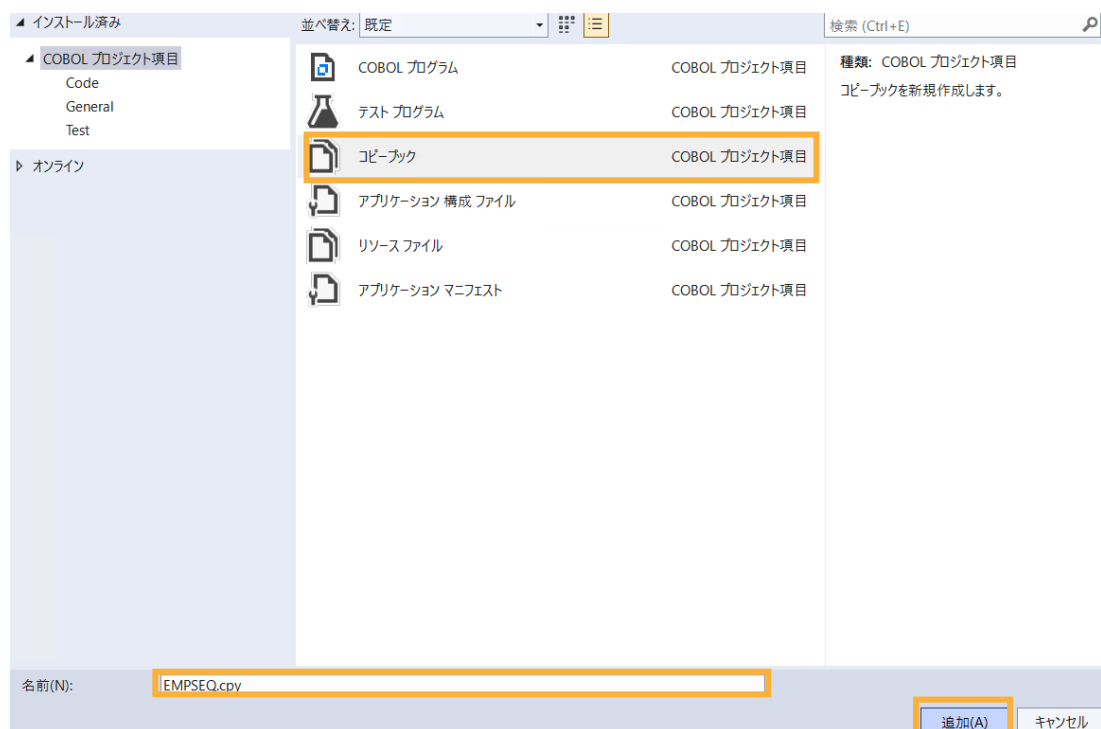 インストール済み
並べ替え: 既定
検索 (Ctrl+E)
COBOL プロジェクト項目
Code
General
Test
オンライン
COBOL プログラム COBOL プロジェクト項目
テスト プログラム COBOL プロジェクト項目
コピーブック COBOL プロジェクト項目
アプリケーション 構成 ファイル COBOL プロジェクト項目
リソース ファイル COBOL プロジェクト項目
アプリケーション マニフェスト COBOL プロジェクト項目
種類: COBOL プロジェクト項目
コピーブックを新規作成します。
名前(N): EMPSEQ.cpy
追加(A) キャンセル